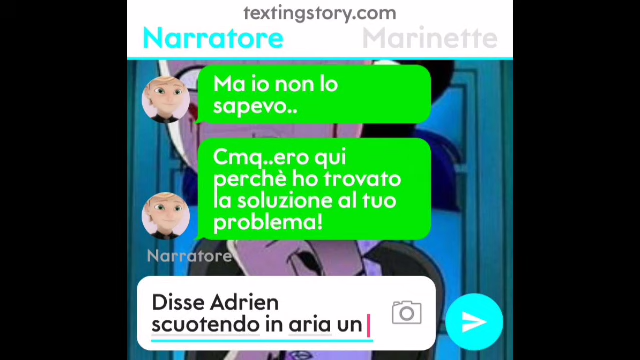 textingstory.com
Narratore Marinette
Ma io non lo
sapevo..
Cmq..ero qui
perchè ho trovato
la soluzione al tuo
problema!
Narratore
Disse Adrien
scuotendo in aria un